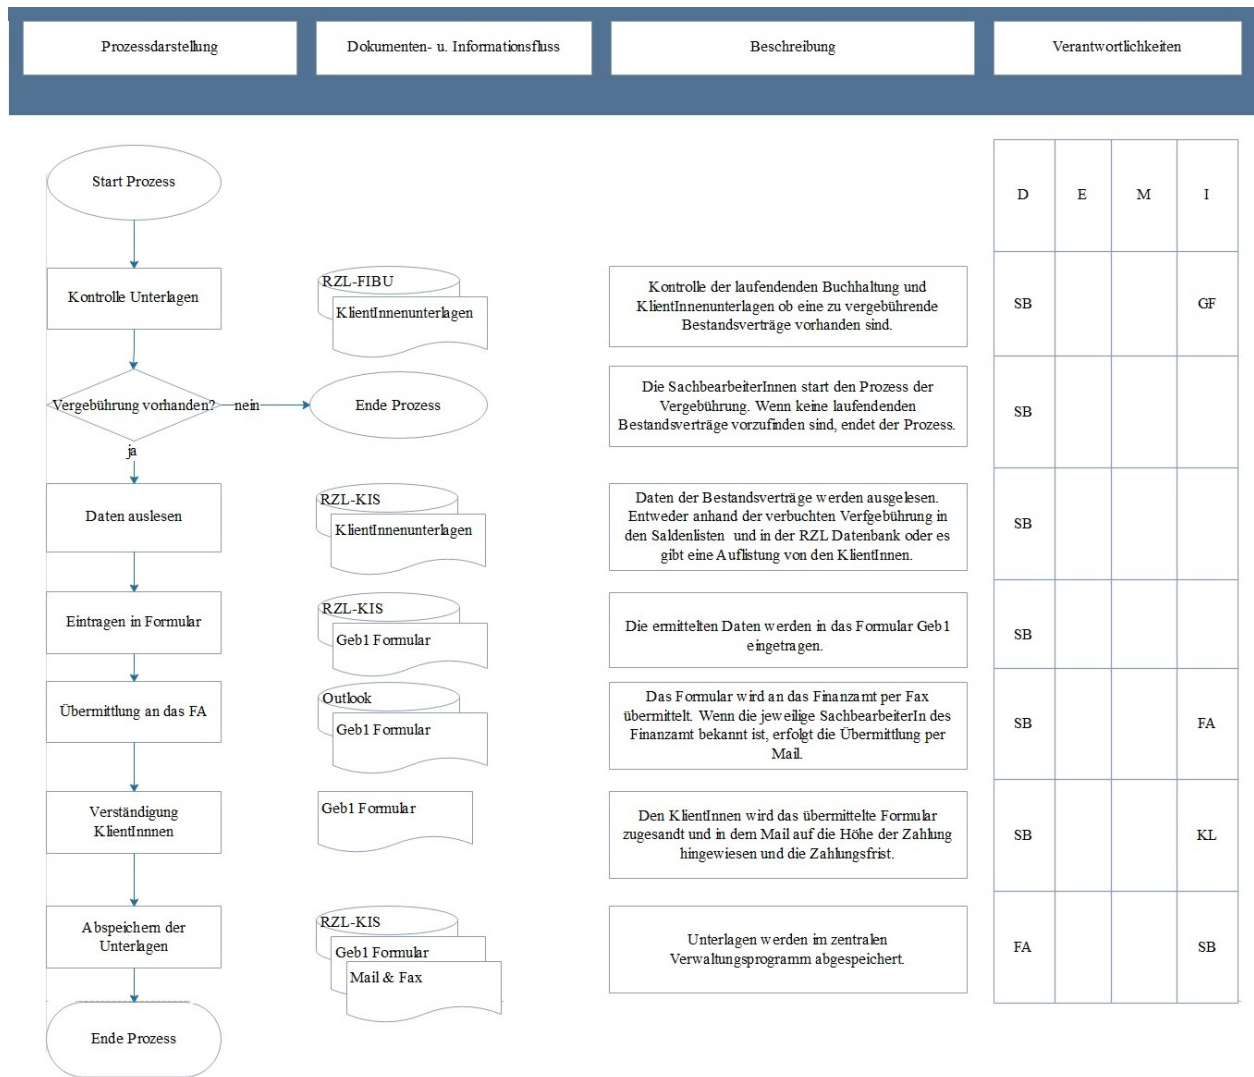 Prozessdarstellung
Dokumenten- u. Informationsfluss
Beschreibung
Verantwortlichkeiten
Start Prozess
D
E
M
I
Kontrolle Unterlagen
RZL-FIBU
KlientInnenunterlagen
Kontrolle der laufendenden Buchhaltung und
KlientInnenunterlagen ob eine zu vergebührende
Bestandsverträge vorhanden sind.
SB
GF
Vergebührung vorhanden?
nein
Ende Prozess
Die SachbearbeiterInnen start den Prozess der
Vergebührung. Wenn keine laufendenden
Bestandsverträge vorzufinden sind, endet der Prozess.
SB
ja
Daten auslesen
RZL-KIS
KlientInnenunterlagen
Daten der Bestandsverträge werden ausgelesen.
Entweder anhand der verbuchten Verfgebührung in
den Saldenlisten und in der RZL Datenbank oder es
gibt eine Auflistung von den KlientInnen.
SB
Eintragen in Formular
RZL-KIS
Geb1 Formular
Die ermittelten Daten werden in das Formular Geb1
eingetragen.
SB
Übermittlung an das FA
Outlook
Geb1 Formular
Das Formular wird an das Finanzamt per Fax
übermittelt. Wenn die jeweilige SachbearbeiterIn des
Finanzamt bekannt ist, erfolgt die Übermittlung per
Mail.
SB
FA
Verständigung
KlientInnnen
Geb1 Formular
Den KlientInnen wird das übermittelte Formular
zugesandt und in dem Mail auf die Höhe der Zahlung
hingewiesen und die Zahlungsfrist.
SB
KL
Abspeichern der
Unterlagen
RZL-KIS
Geb1 Formular
Mail & Fax
Unterlagen werden im zentralen
Verwaltungsprogramm abgespeichert.
FA
SB
Ende Prozess